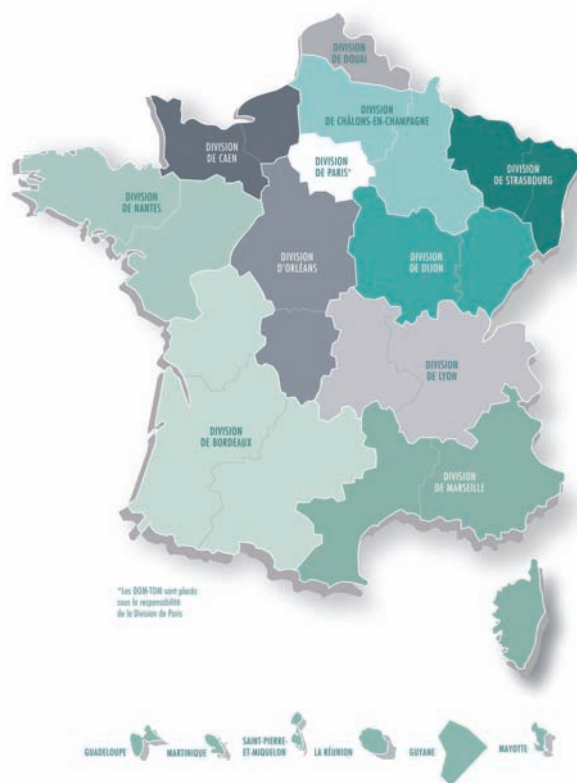 DIVISION
DE DOUAI
DIVISION
DE CHÂLONS-EN-CHAMPAGNE
DIVISION
DE CAEN
DIVISION
DE PARIS*
DIVISION
DE STRASBOURG
DIVISION
DE NANTES
DIVISION
D'ORLÉANS
DIVISION
DE DIJON
DIVISION
DE LYON
DIVISION
DE BORDEAUX
DIVISION
DE MARSEILLE
*Les DOM-TOM sont placés
sous la responsabilité
de la Division de Paris
GUADELOUPE
MARTINIQUE
SAINT-PIERRE-
ET-MIQUELON
LA RÉUNION
GUYANE
MAYOTTE